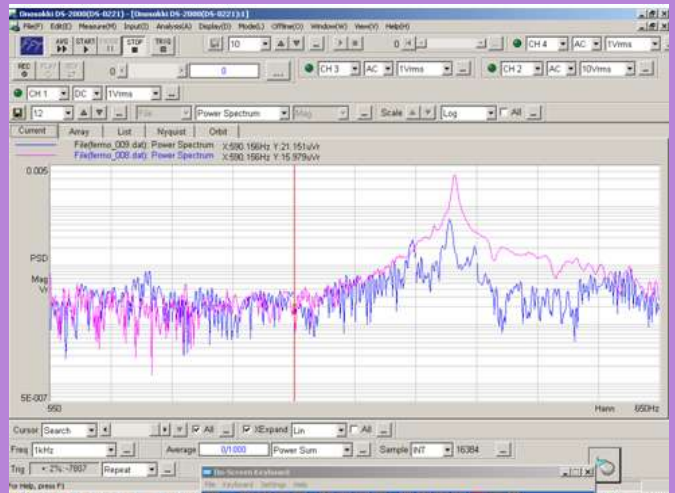 Onosokki DS-2000(DS-0221) - [Onosokki DS-2000(DS-0221):1]
File(F) Edit(E) Measure(M) Input(I) Analysis(A) Display(D) Mode(L) Offline(O) Window(W) View(V) Help(H)
AVG START STOP TRIG 10 0 CH 4 AC 1Vrms
REC PLAY 0 0 ... CH 3 AC 1Vrms CH 2 AC 10Vrms
CH 1 DC 1Vrms
12 File Power Spectrum Mag Scale Log All
Current Array List Nyquist Orbit
File(fermo_009.dat): Power Spectrum X:590.156Hz Y:21.151uVr
File(fermo_008.dat): Power Spectrum X:590.156Hz Y:15.979uVr
0.005
PSD
Mag
Vr
5E-007
550 Hann 650Hz
Cursor Search All XExpand Lin All
Freq 1kHz Average 0/1000 Power Sum Sample INT 16384
Trig + 2%:-7807 Repeat
On-Screen Keyboard
For Help, press F1 File Keyboard Settings Help